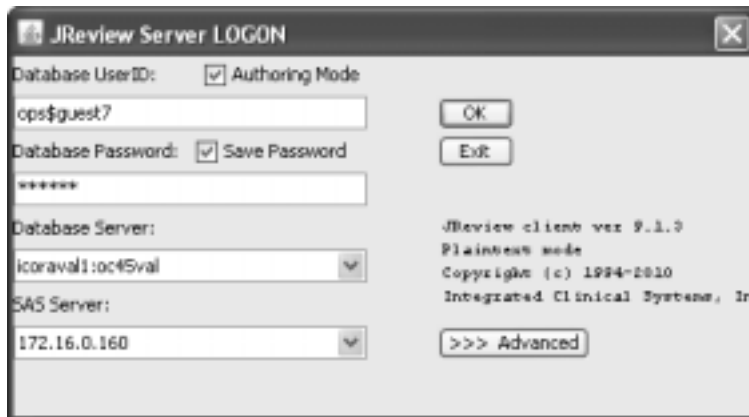 JReview Server LOGON
Database UserID: Authoring Mode
ops$guest7
OK
Database Password: Save Password
Exit
******
Database Server:
icoraval1:oc45val
SAS Server:
172.16.0.160
JReview client ver 9.1.3
Plaintext mode
Copyright (c) 1994-2010
Integrated Clinical Systems, In
>>> Advanced